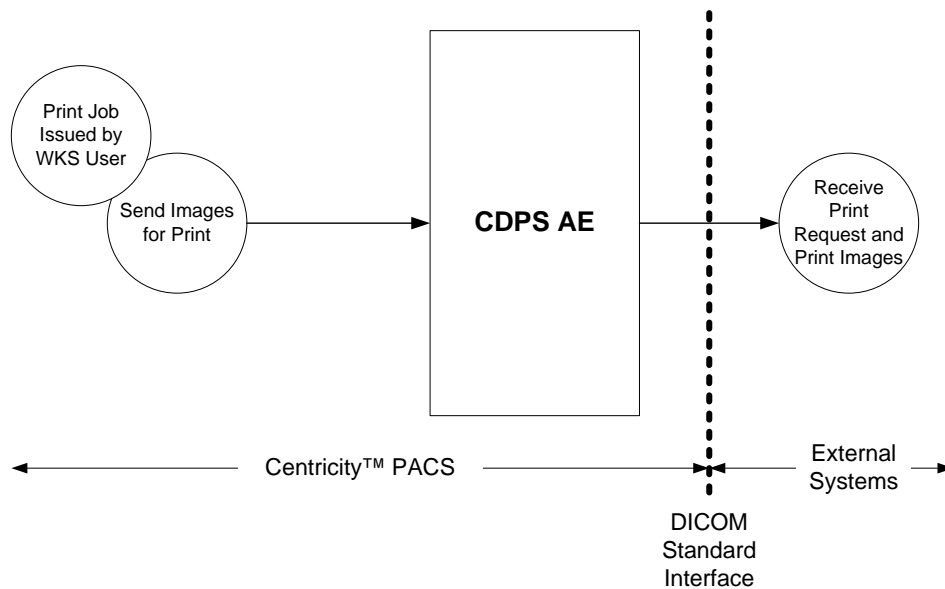 Print Job
Issued by
WKS User
Send Images
for Print
CDPS AE
Receive
Print
Request and
Print Images
Centricity™ PACS
External
Systems
DICOM
Standard
Interface